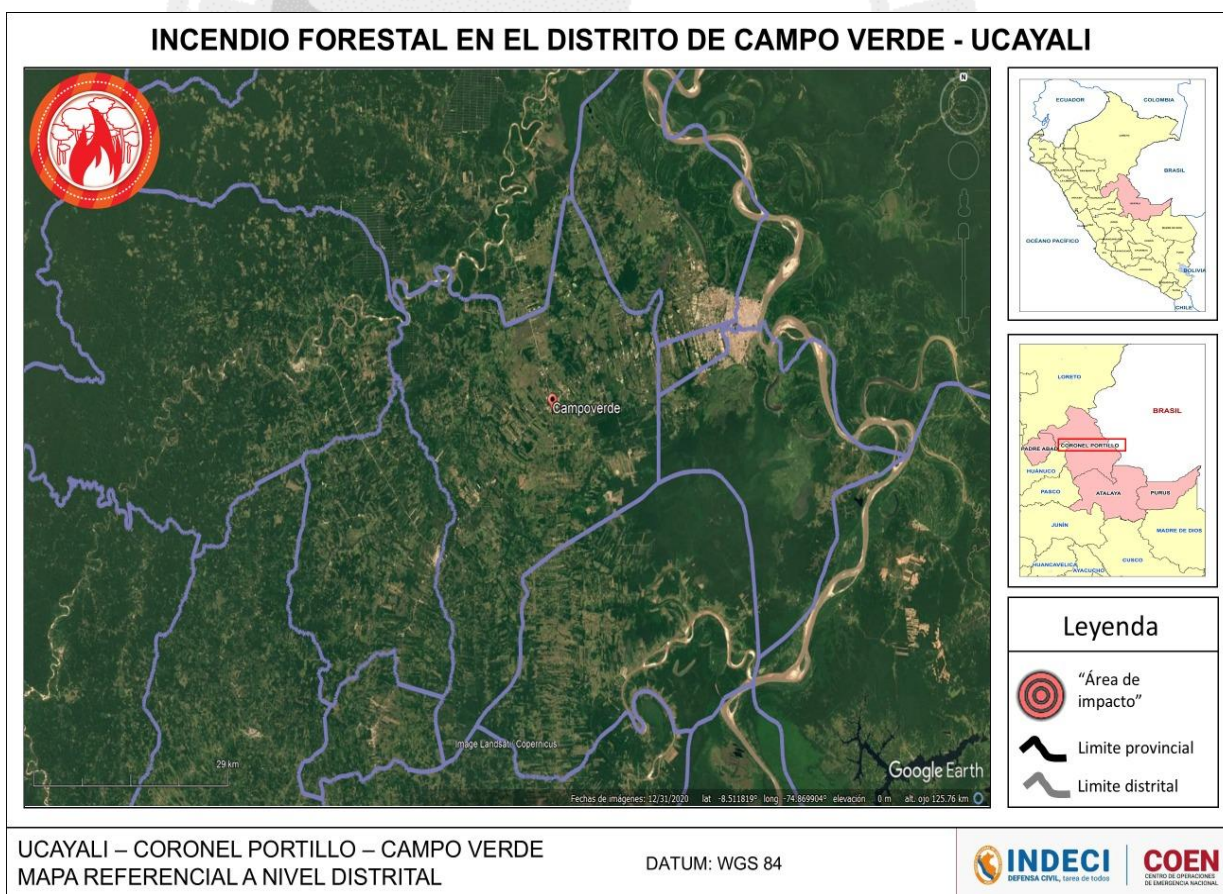 INCENDIO FORESTAL EN EL DISTRITO DE CAMPO VERDE - UCAYALI
N
Campoverde
Image Landsat / Copernicus
29 km
Google Earth
Fechas de imágenes: 12/31/2020 lat -8.511819° long -74.869904° elevación 0 m alt. ojo 125.76 km
ECUADOR
COLOMBIA
BRASIL
OCÉANO PACÍFICO
BOLIVIA
CHILE
LORETO
BRASIL
PADRE ABAD
CORONEL PORTILLO
HUÁNUCO
PASCO
ATALAYA
PURUS
JUNÍN
MADRE DE DIOS
CUSCO
HUANCAVELICA
AYACUCHO
Leyenda
"Área de
impacto"
Limite provincial
Limite distrital
UCAYALI – CORONEL PORTILLO – CAMPO VERDE
MAPA REFERENCIAL A NIVEL DISTRITAL
DATUM: WGS 84
INDECI
DEFENSA CIVIL, tarea de todos
COEN
CENTRO DE OPERACIONES
DE EMERGENCIA NACIONAL